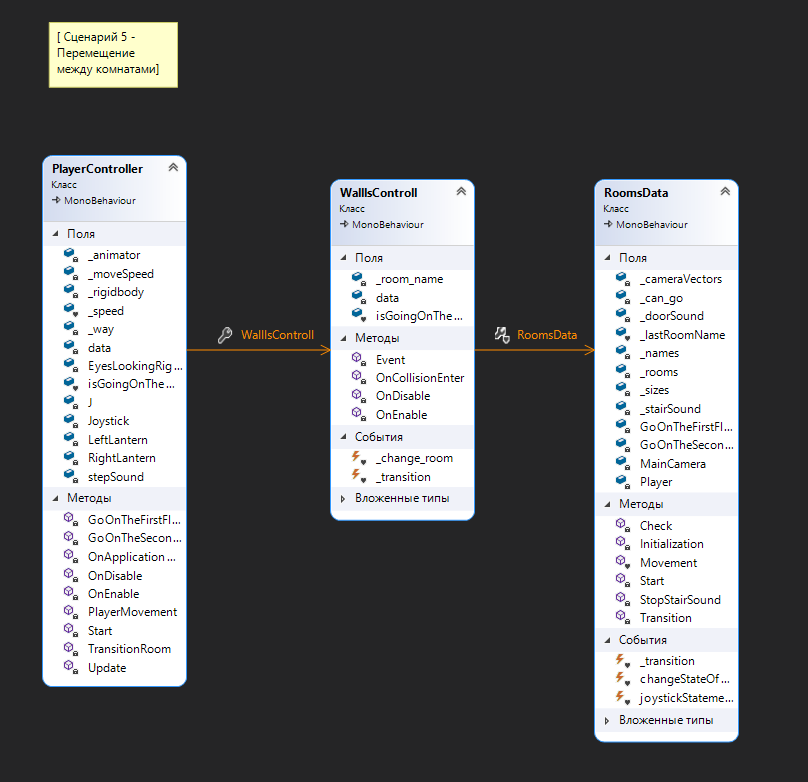 [ Сценарий 5 -
Перемещение
между комнатами]
PlayerController
Класс
MonoBehaviour
Поля
_animator
_moveSpeed
_rigidbody
_speed
_way
data
EyesLookingRig...
isGoingOnThe...
J
Joystick
LeftLantern
RightLantern
stepSound
Методы
GoOnTheFirstFl...
GoOnTheSecon...
OnApplication ...
OnDisable
OnEnable
PlayerMovement
Start
TransitionRoom
Update
WalllsControll
WalllsControll
Класс
MonoBehaviour
Поля
_room_name
data
isGoingOnThe...
Методы
Event
OnCollisionEnter
OnDisable
OnEnable
События
_change_room
_transition
Вложенные типы
RoomsData
RoomsData
Класс
MonoBehaviour
Поля
_cameraVectors
_can_go
_doorSound
_lastRoomName
_names
_rooms
_sizes
_stairSound
GoOnTheFirstFl...
GoOnTheSecon...
MainCamera
Player
Методы
Check
Initialization
Movement
Start
StopStairSound
Transition
События
_transition
changeStateOf...
joystickStateme...
Вложенные типы